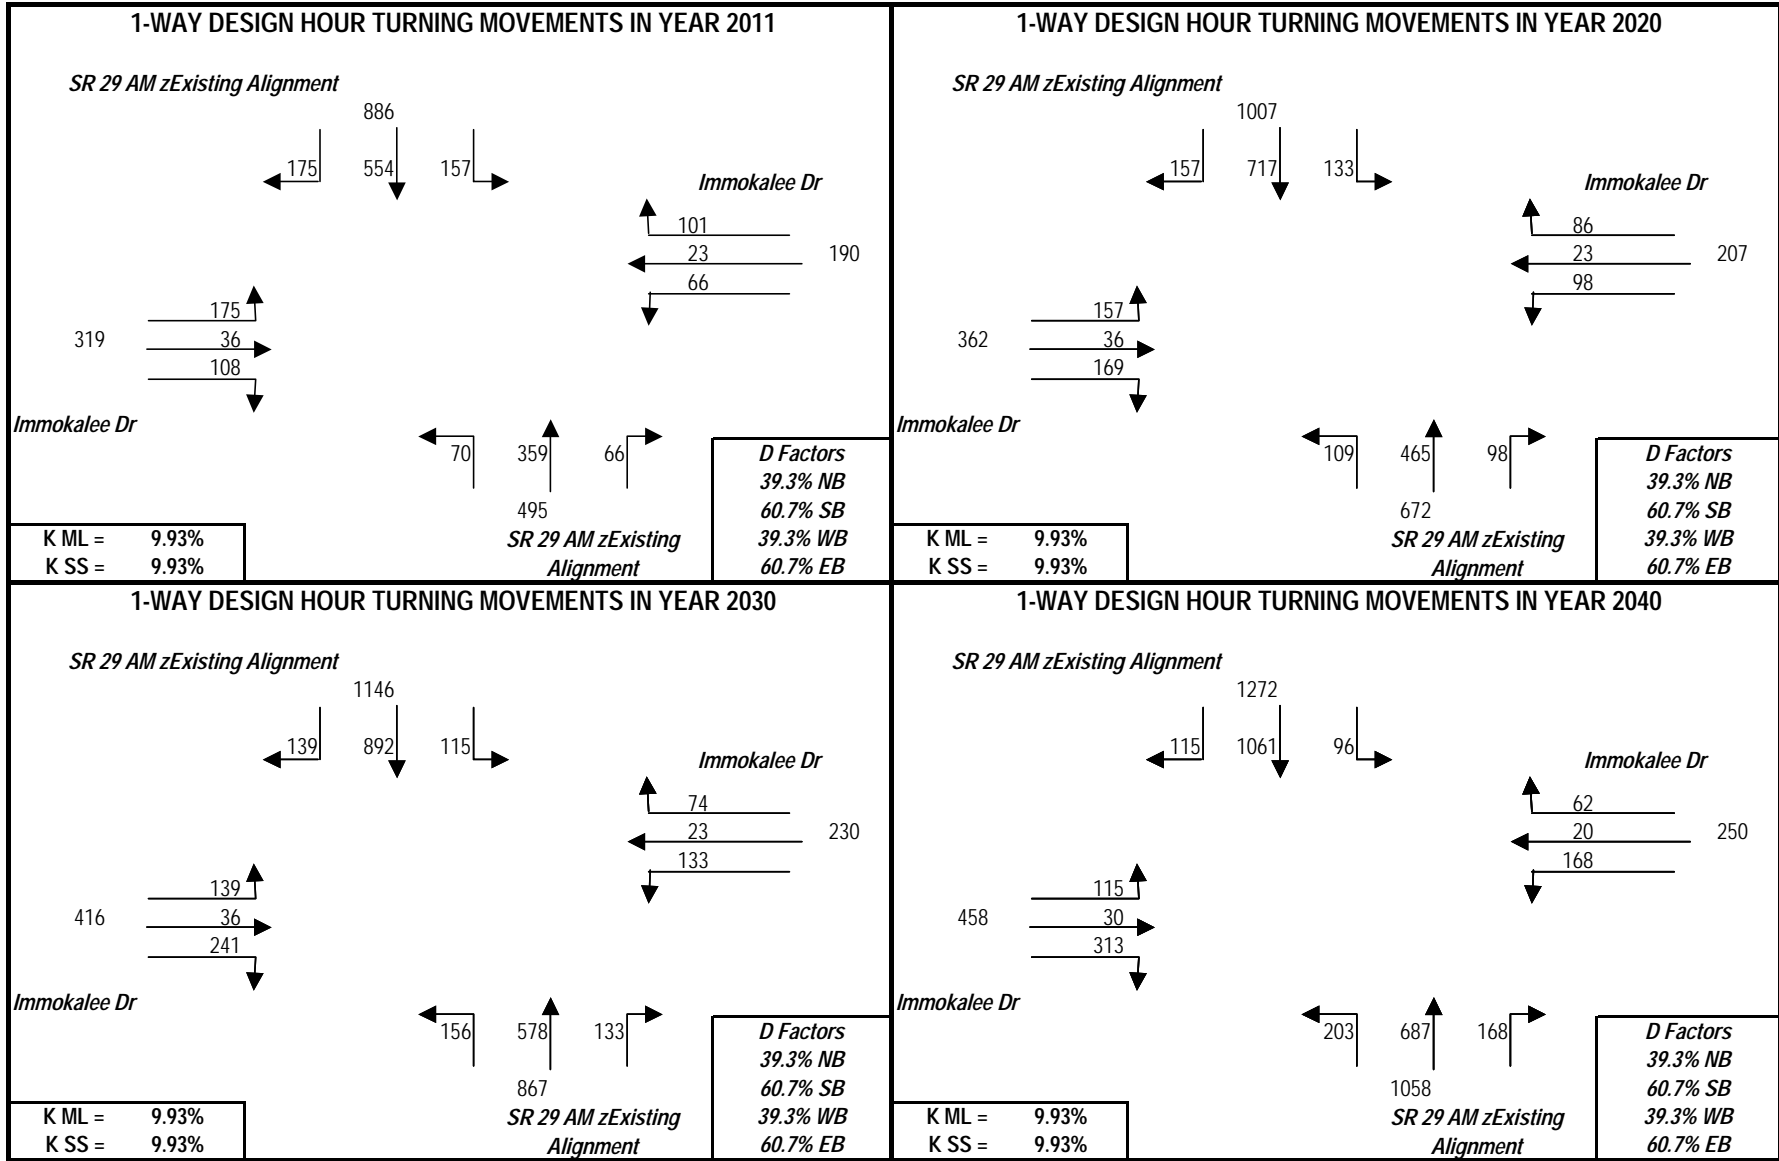 1-WAY DESIGN HOUR TURNING MOVEMENTS IN YEAR 2011
SR 29 AM zExisting Alignment
886
175 554 157
Immokalee Dr
101
23 190
66
175
319 36
108
Immokalee Dr
70 359 66
495
SR 29 AM zExisting
Alignment
D Factors
39.3% NB
60.7% SB
39.3% WB
60.7% EB
K ML = 9.93%
K SS = 9.93%
1-WAY DESIGN HOUR TURNING MOVEMENTS IN YEAR 2020
SR 29 AM zExisting Alignment
1007
157 717 133
Immokalee Dr
86
23 207
98
157
362 36
169
Immokalee Dr
109 465 98
672
SR 29 AM zExisting
Alignment
D Factors
39.3% NB
60.7% SB
39.3% WB
60.7% EB
K ML = 9.93%
K SS = 9.93%
1-WAY DESIGN HOUR TURNING MOVEMENTS IN YEAR 2030
SR 29 AM zExisting Alignment
1146
139 892 115
Immokalee Dr
74
23 230
133
139
416 36
241
Immokalee Dr
156 578 133
867
SR 29 AM zExisting
Alignment
D Factors
39.3% NB
60.7% SB
39.3% WB
60.7% EB
K ML = 9.93%
K SS = 9.93%
1-WAY DESIGN HOUR TURNING MOVEMENTS IN YEAR 2040
SR 29 AM zExisting Alignment
1272
115 1061 96
Immokalee Dr
62
20 250
168
115
458 30
313
Immokalee Dr
203 687 168
1058
SR 29 AM zExisting
Alignment
D Factors
39.3% NB
60.7% SB
39.3% WB
60.7% EB
K ML = 9.93%
K SS = 9.93%